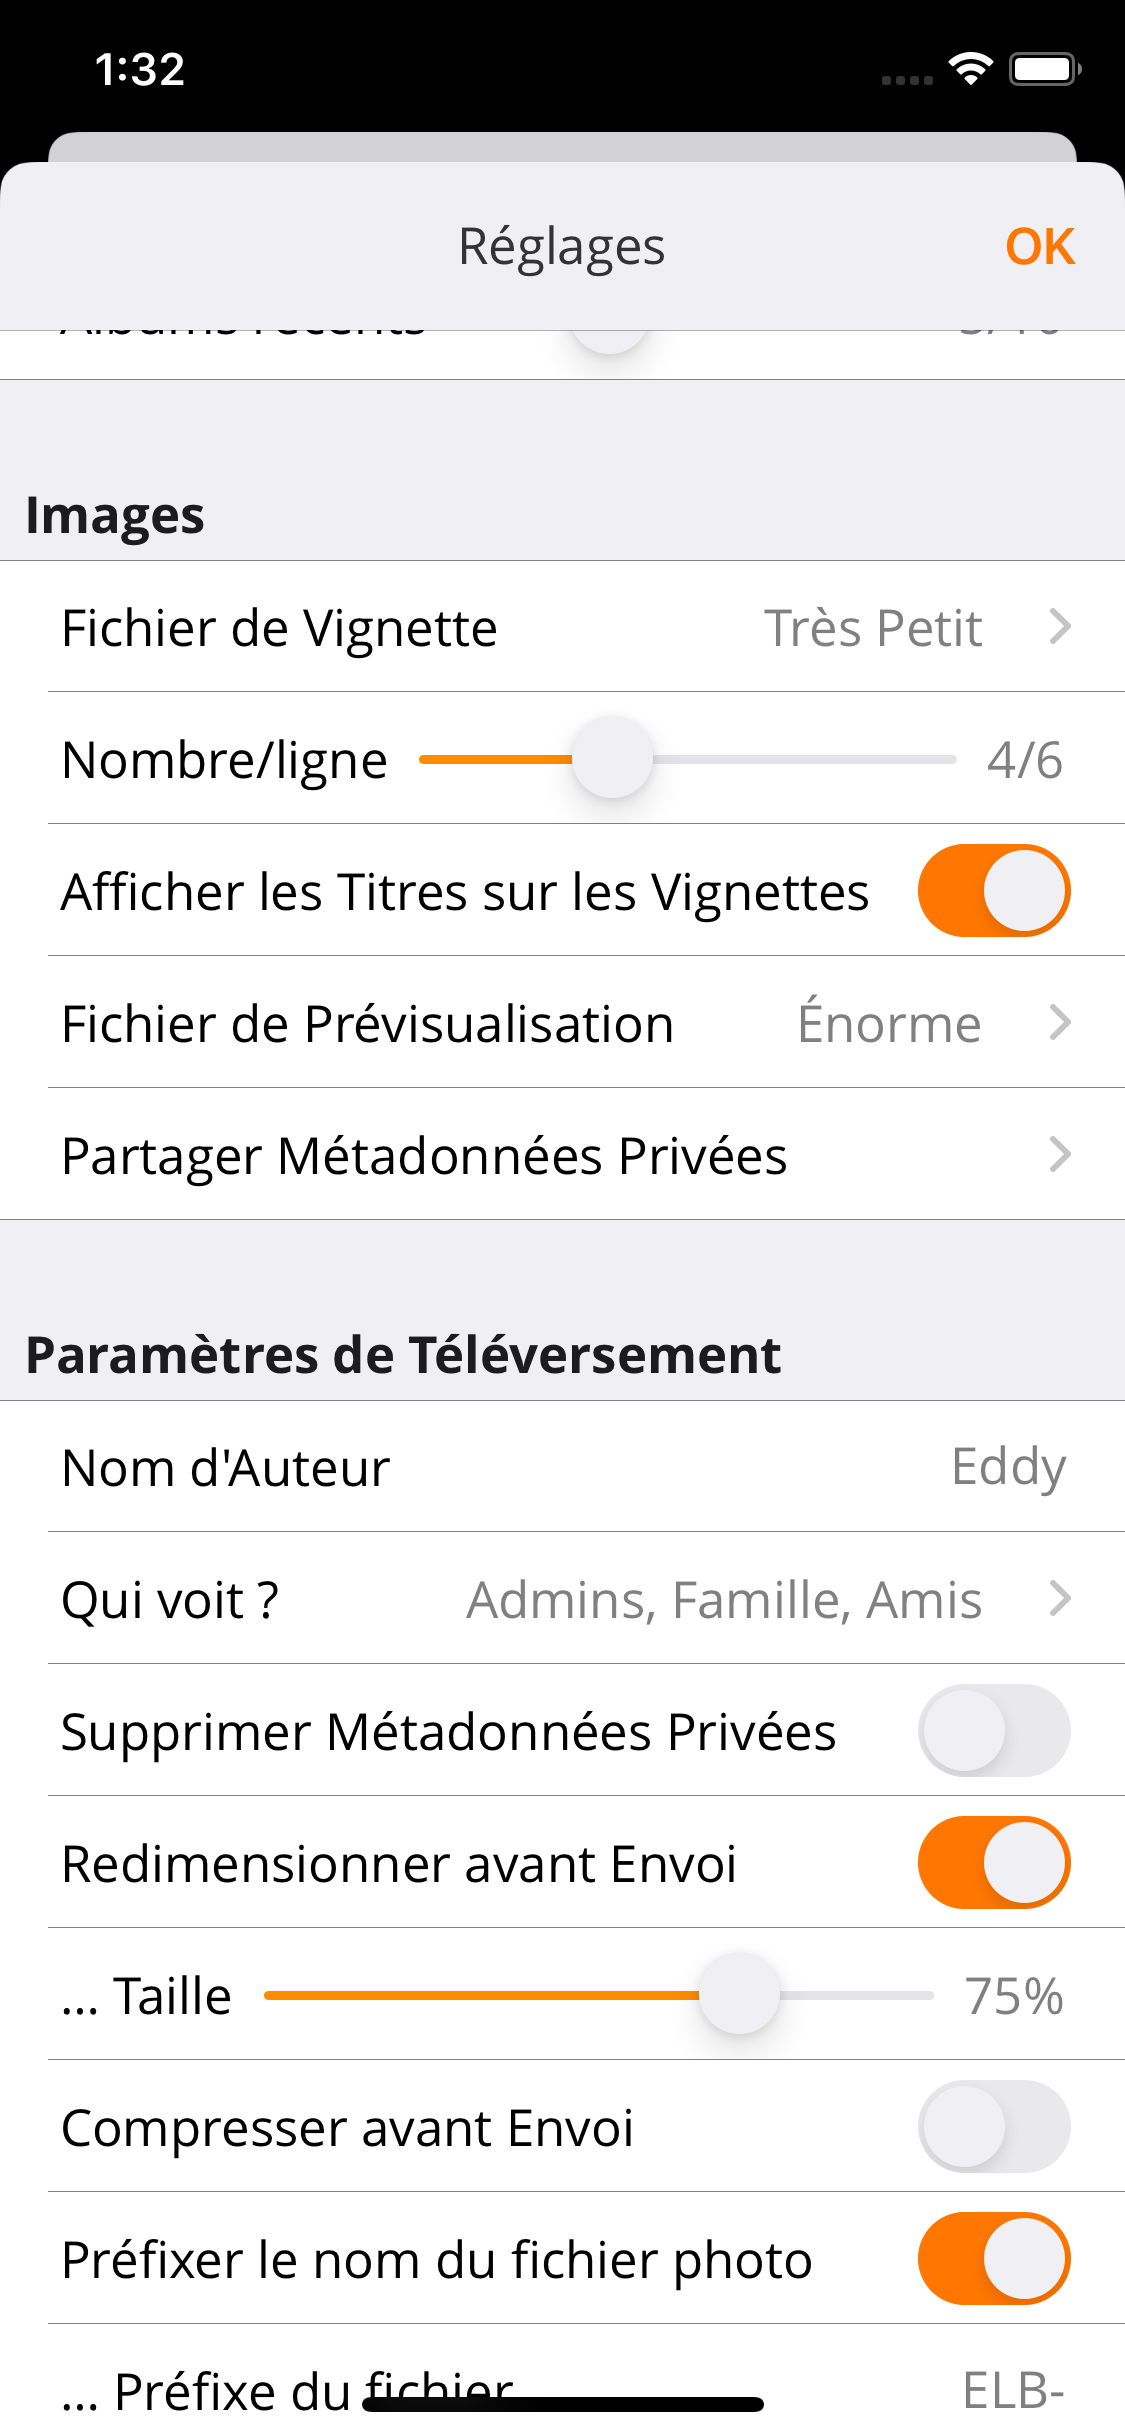 1:32
Réglages
OK
Albums récents
Images
Fichier de Vignette
Très Petit
Nombre/ligne
4/6
Afficher les Titres sur les Vignettes
Fichier de Prévisualisation
Énorme
Partager Métadonnées Privées
Paramètres de Téléversement
Nom d'Auteur
Eddy
Qui voit ?
Admins, Famille, Amis
Supprimer Métadonnées Privées
Redimensionner avant Envoi
... Taille
75%
Compresser avant Envoi
Préfixer le nom du fichier photo
... Préfixe du fichier
ELB-